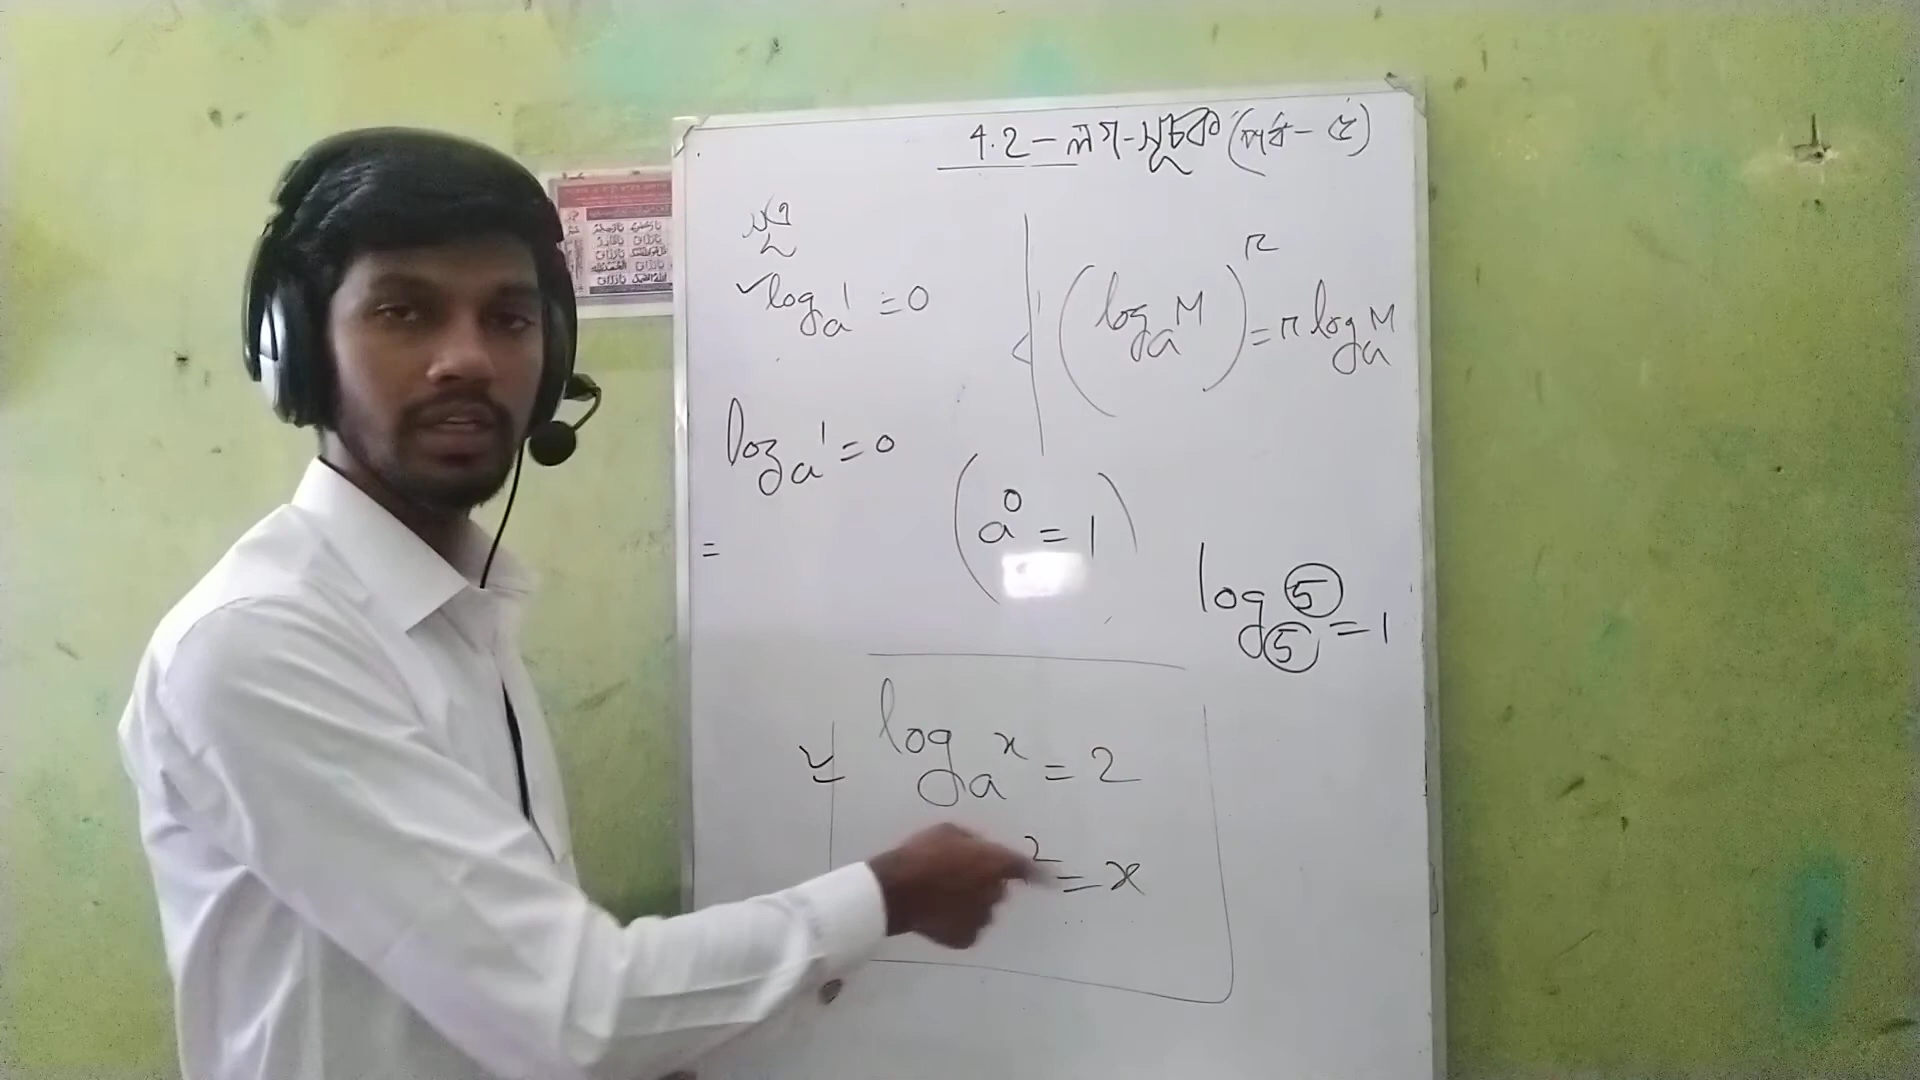 4.2 - লগ-সূচক (পর্ব - ৫)
সূত্র
log_a 1 = 0
(log_a M)^r = r log_a M
log_a 1 = 0
(a^0 = 1)
=
log_5 5 = 1
log_a x = 2
2 = x